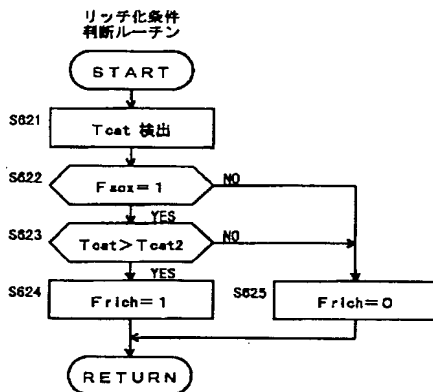 リッチ化条件
判断ルーチン
START
S621
Tcat 検出
S622
Fsox=1
NO
YES
S623
Tcat>Tcat2
NO
YES
S624
Frich=1
S625
Frich=0
RETURN